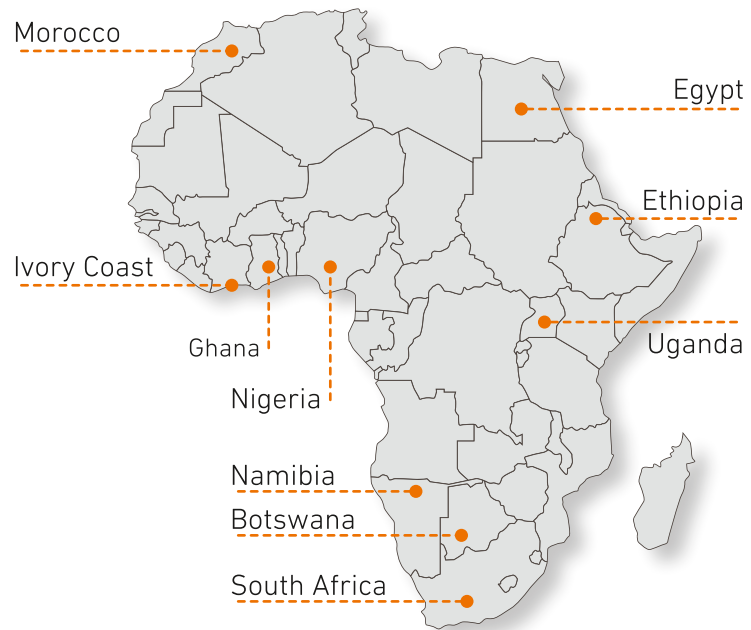 Morocco
Egypt
Ethiopia
Ivory Coast
Ghana
Uganda
Nigeria
Namibia
Botswana
South Africa